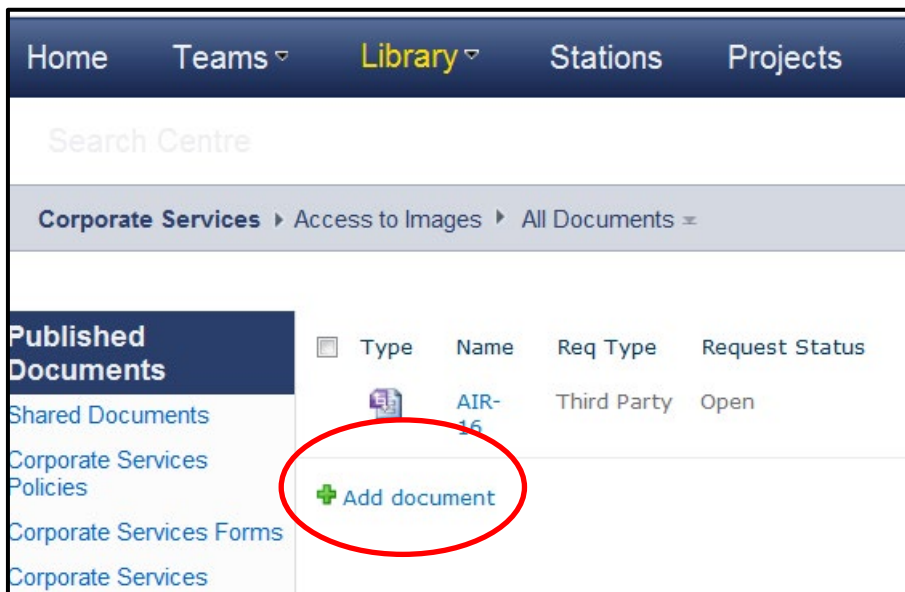 Home Teams Library Stations Projects
Search Centre
Corporate Services Access to Images All Documents
Published
Documents
Shared Documents
Corporate Services
Policies
Corporate Services Forms
Corporate Services
Type Name Req Type Request Status
AIR-
16 Third Party Open
Add document